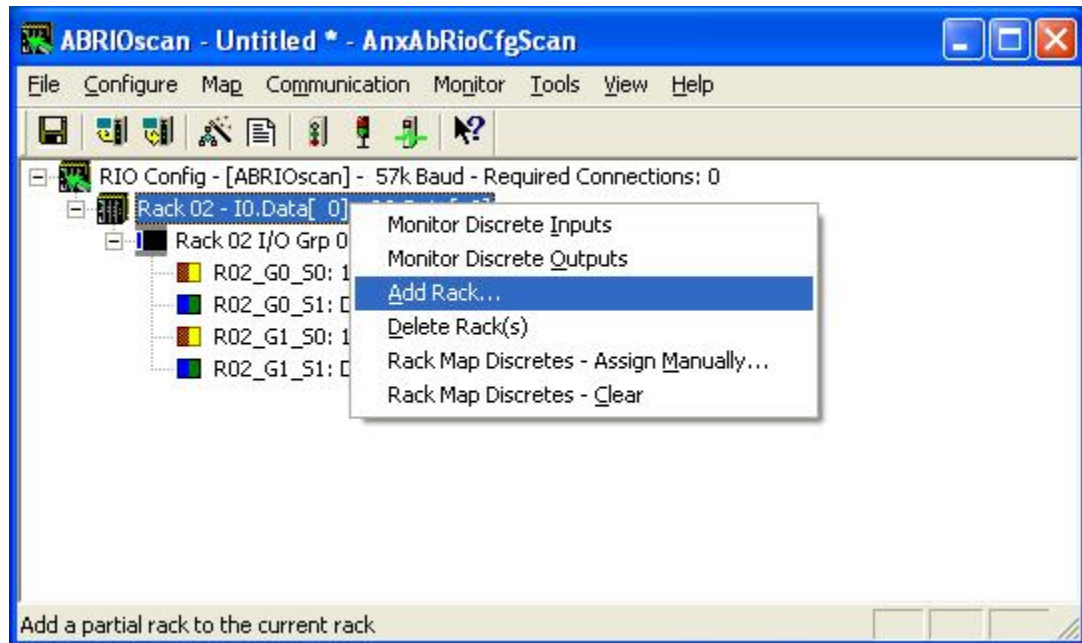 ABRIOscan - Untitled * - AnxAbRioCfgScan
File Configure Map Communication Monitor Tools View Help
RIO Config - [ABRIOscan] - 57k Baud - Required Connections: 0
Rack 02 - I0.Data[ 0]
Rack 02 I/O Grp 0
R02_G0_S0: 1
R02_G0_S1:
R02_G1_S0: 1
R02_G1_S1:
Monitor Discrete Inputs
Monitor Discrete Outputs
Add Rack...
Delete Rack(s)
Rack Map Discretes - Assign Manually...
Rack Map Discretes - Clear
Add a partial rack to the current rack